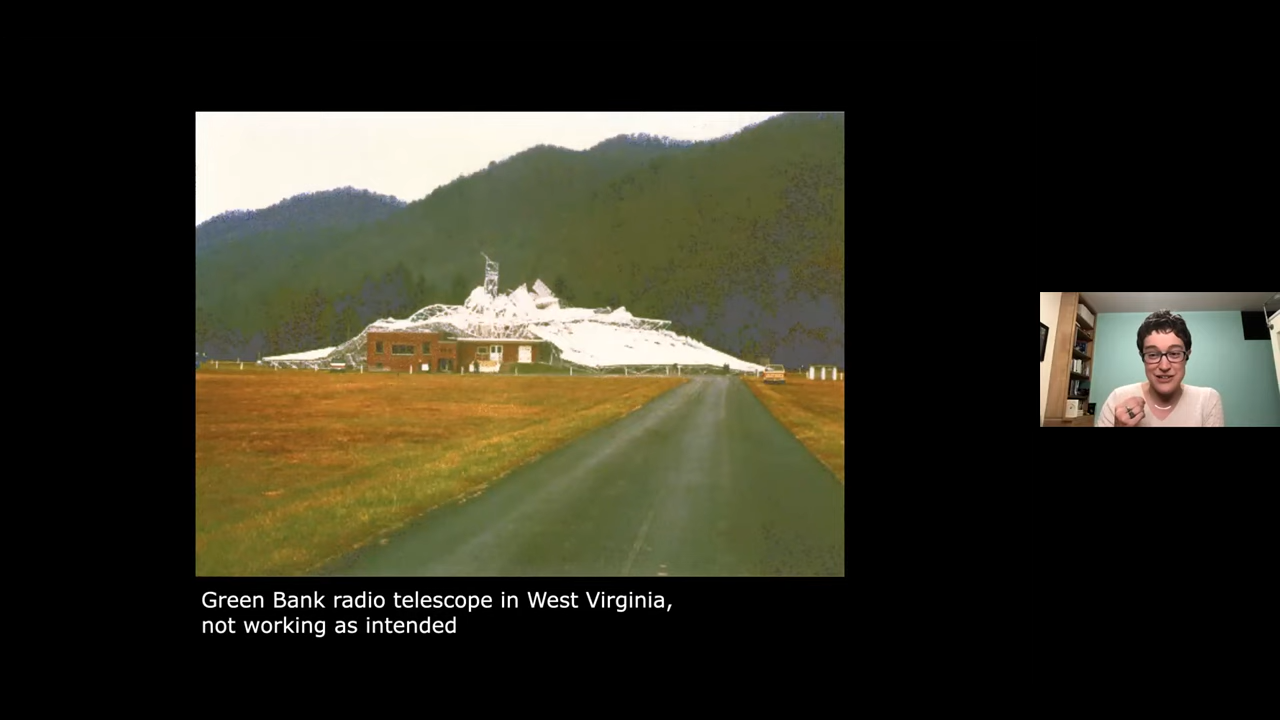 Green Bank radio telescope in West Virginia,
not working as intended